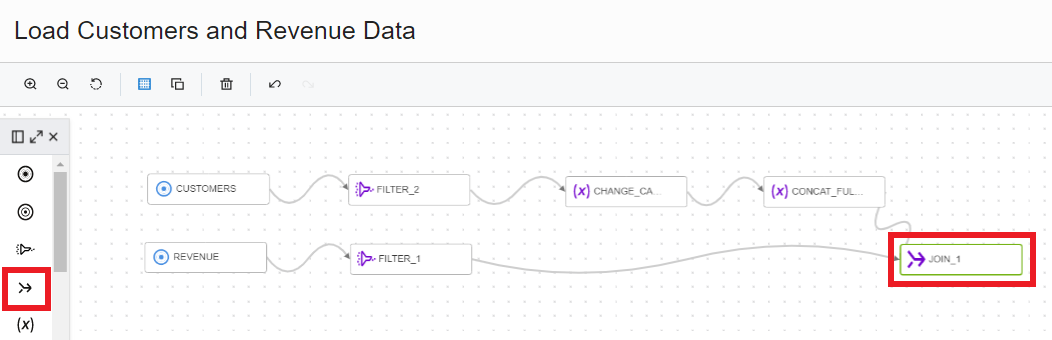 Load Customers and Revenue Data
CUSTOMERS
FILTER_2
(x) CHANGE_CA...
(x) CONCAT_FUL...
REVENUE
FILTER_1
JOIN_1
(x)